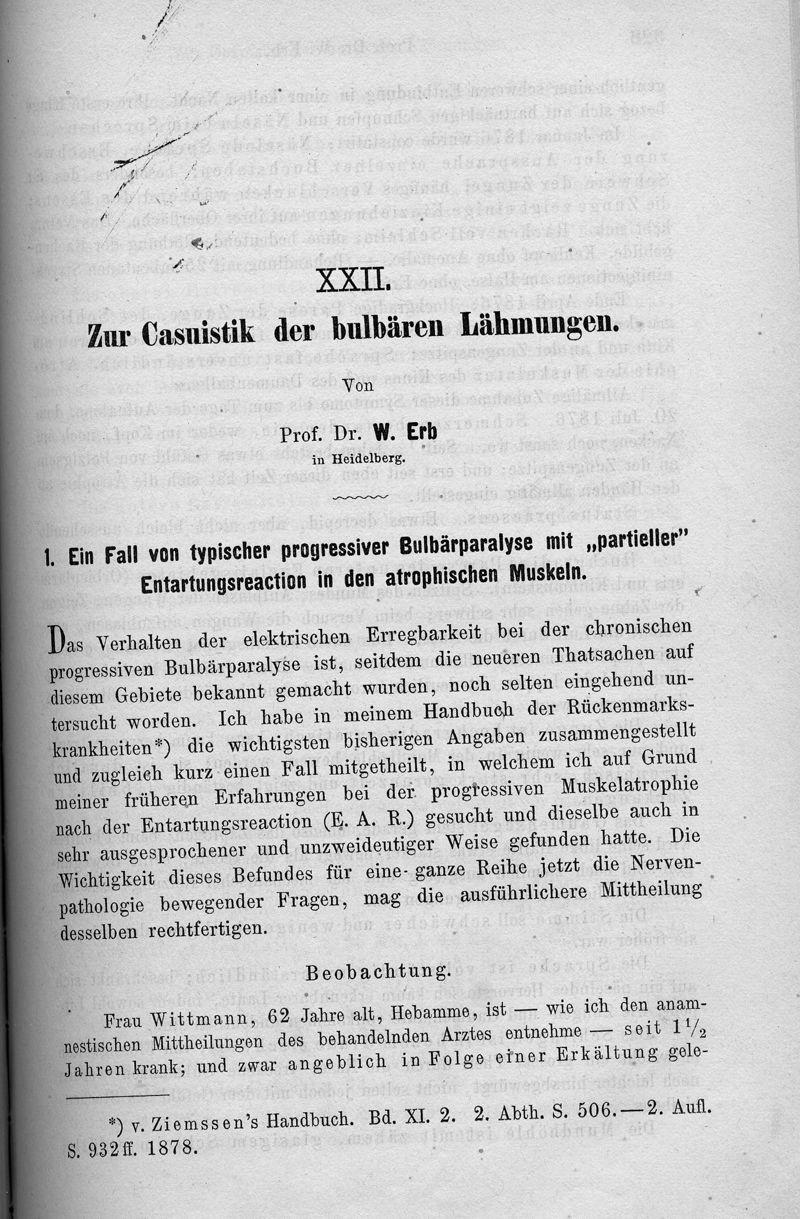 XXII.
Zur Casuistik der bulbären Lähmungen.
Von
Prof. Dr. W. Erb
in Heidelberg.
1. Ein Fall von typischer progressiver Bulbärparalyse mit „partieller”
Entartungsreaction in den atrophischen Muskeln.
Das Verhalten der elektrischen Erregbarkeit bei der chronischen
progressiven Bulbärparalyse ist, seitdem die neueren Thatsachen auf
diesem Gebiete bekannt gemacht wurden, noch selten eingehend un-
tersucht worden. Ich habe in meinem Handbuch der Rückenmarks-
krankheiten*) die wichtigsten bisherigen Angaben zusammengestellt
und zugleich kurz einen Fall mitgetheilt, in welchem ich auf Grund
meiner früheren Erfahrungen bei der progressiven Muskelatrophie
nach der Entartungsreaction (E. A. R.) gesucht und dieselbe auch in
sehr ausgesprochener und unzweideutiger Weise gefunden hatte. Die
Wichtigkeit dieses Befundes für eine ganze Reihe jetzt die Nerven-
pathologie bewegender Fragen, mag die ausführlichere Mittheilung
desselben rechtfertigen.
Beobachtung.
Frau Wittmann, 62 Jahre alt, Hebamme, ist — wie ich den anam-
nestischen Mittheilungen des behandelnden Arztes entnehme — seit 1 1/2
Jahren krank; und zwar angeblich in Folge einer Erkältung gele-
*) v. Ziemssen's Handbuch. Bd. XI. 2. 2. Abth. S. 506. — 2. Aufl.
S. 932 ff. 1878.